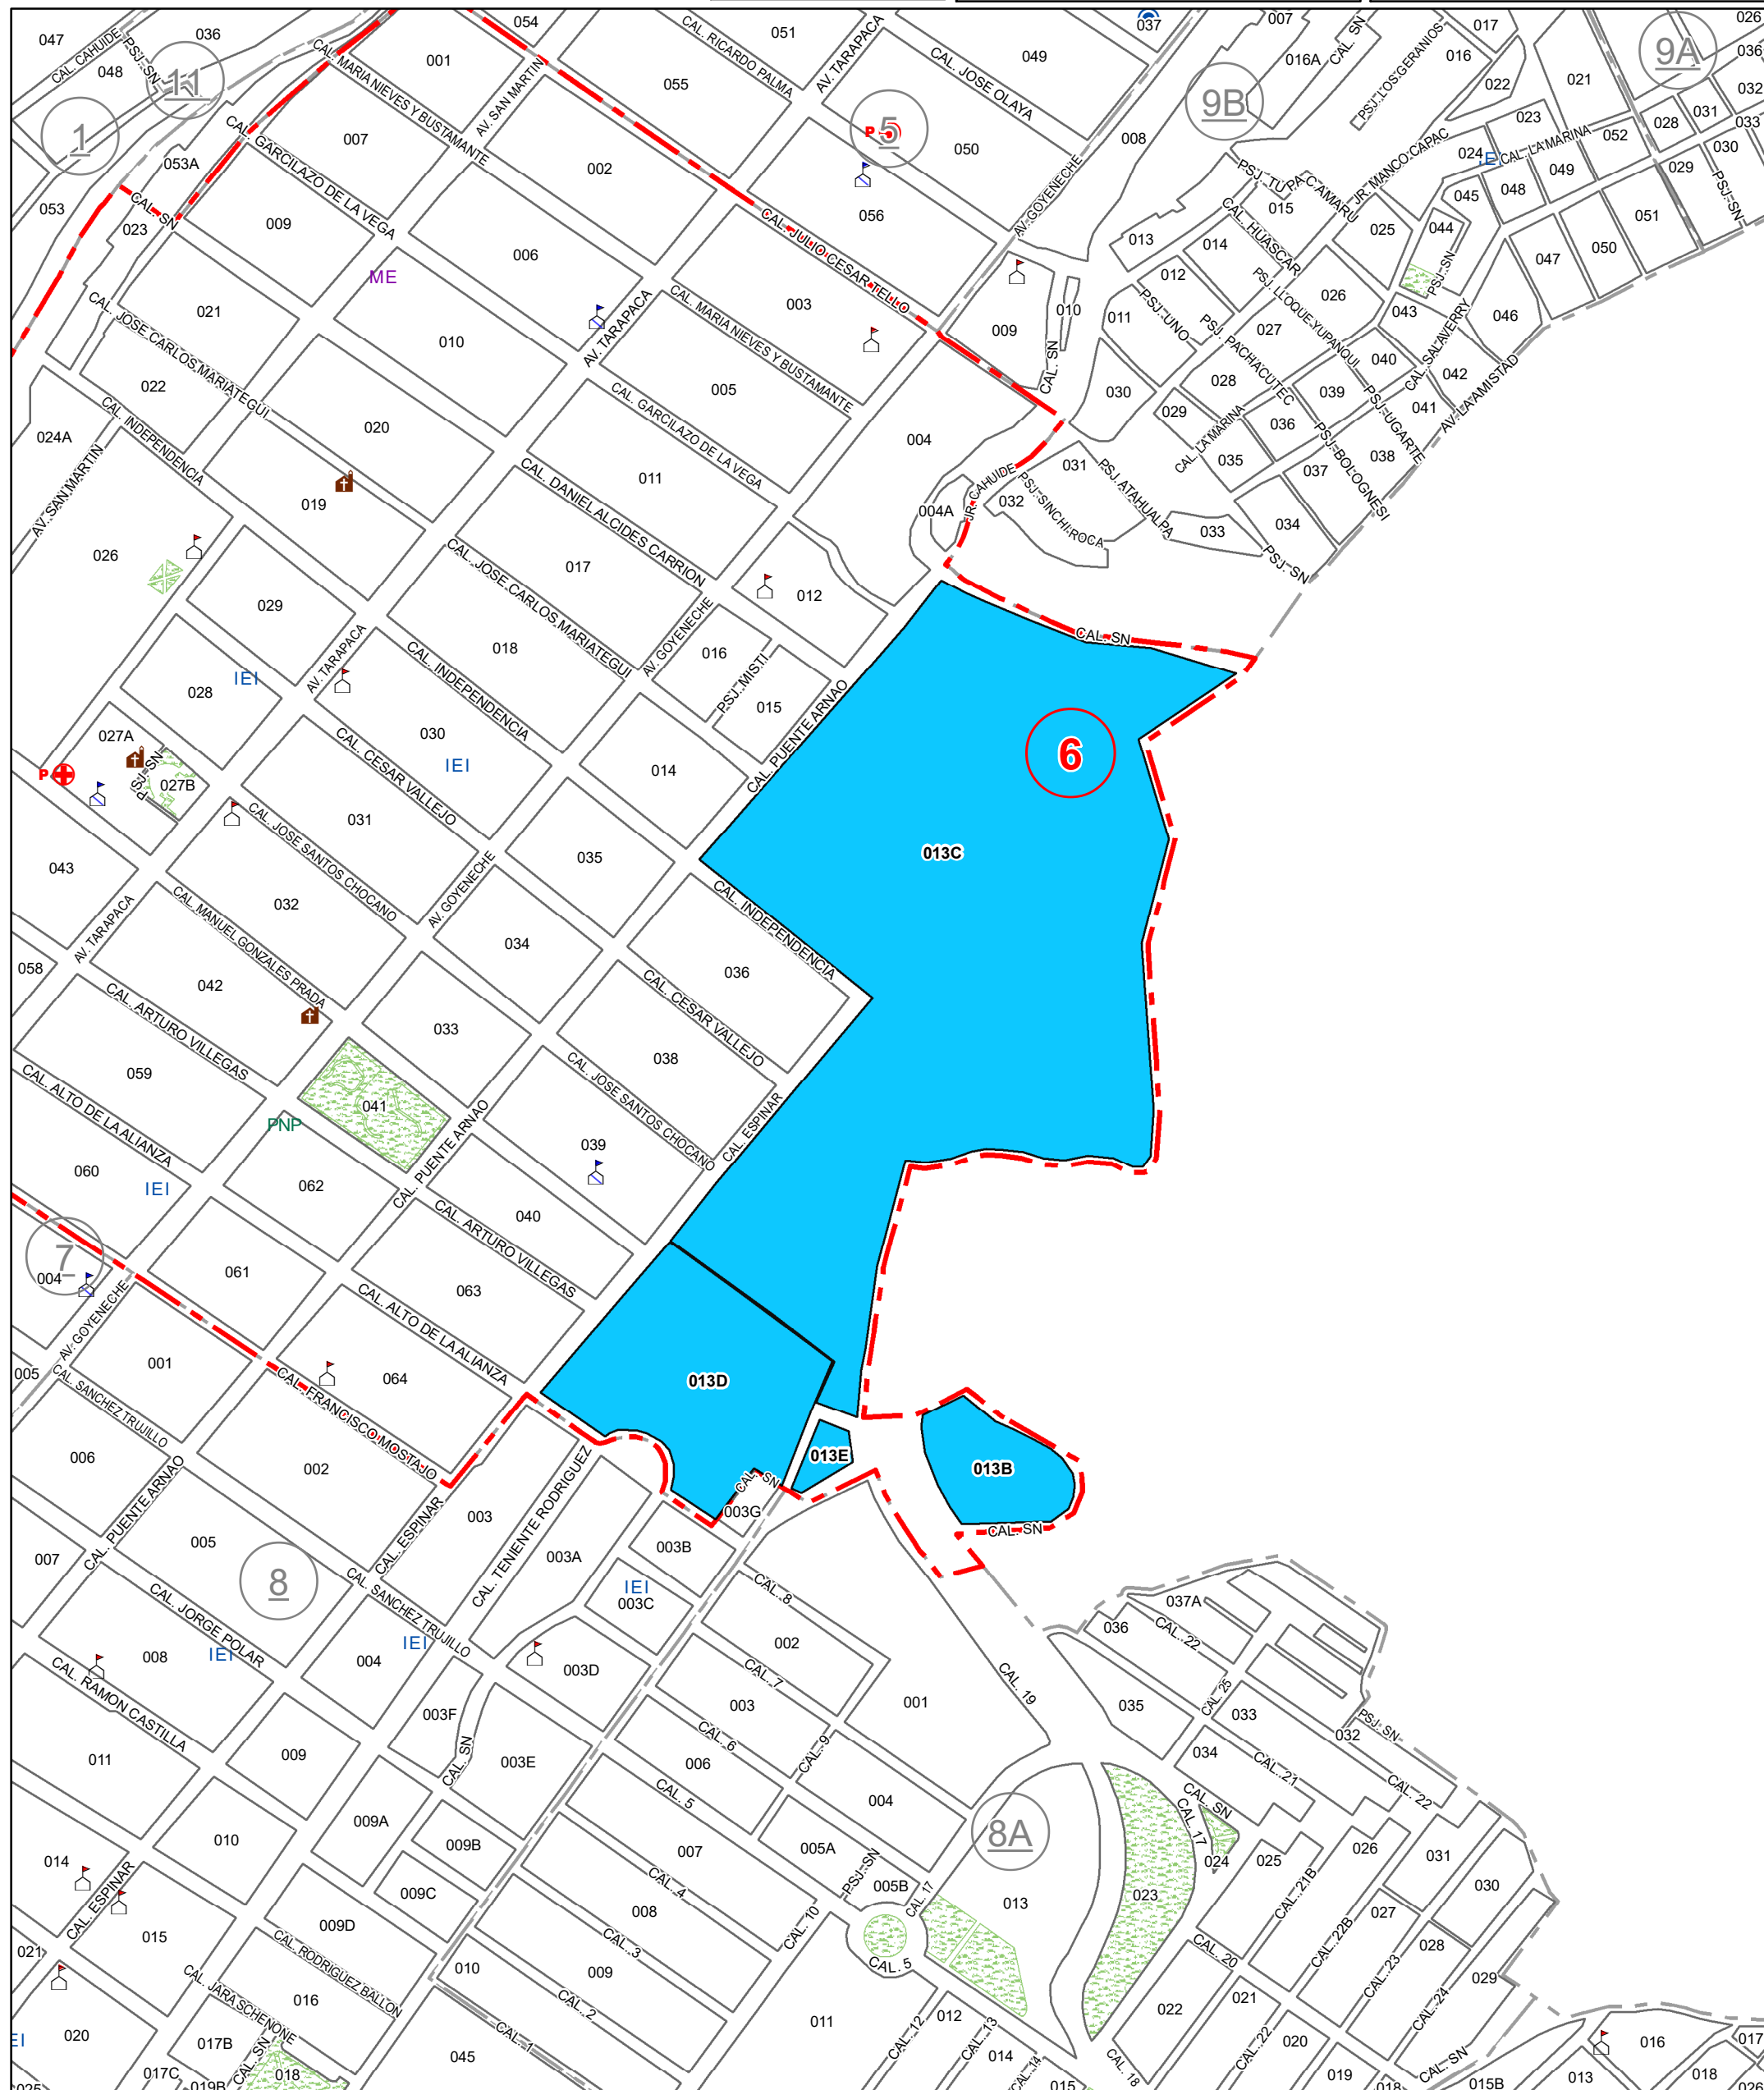 047
036
054
051
049
037
007
017
026
CAL. CAHUIDE
048
PSJ. SN
11
CAL. MARIA NIEVES Y BUSTAMANTE
001
AV. SAN MARTIN
CAL. RICARDO PALMA
055
AV. TARAPACA
CAL. JOSE OLAYA
016A
CAL. SN
PSJ. LOS GERANIOS
016
022
021
9A
036
032
1
CAL. GARCILAZO DE LA VEGA
007
002
P
5
050
9B
008
JR. MANCO CAPAC
023
024
CAL. LA MARINA
052
028
031
033
030
029
PSJ. SN
053A
053
CAL. SN
023
009
006
056
CAL. JULIO CESAR TELLO
AV. GOYENECHE
PSJ. TUPAC AMARU
015
CAL. HUASCAR
013
014
012
025
044
045
048
049
051
050
047
PSJ. SN
ME
021
CAL. JOSE CARLOS MARIATEGUI
010
AV. TARAPACA
CAL. MARIA NIEVES Y BUSTAMANTE
003
009
010
CAL. SN
011
PSJ. UNO
PSJ. LLOQUE YUPANQUI
026
027
PSJ. PACHACUTEC
043
CAL. SALAVERRY
046
022
CAL. INDEPENDENCIA
020
005
CAL. GARCILAZO DE LA VEGA
030
028
029
040
039
042
041
AV. LA AMISTAD
024A
AV. SAN MARTIN
019
CAL. DANIEL ALCIDES CARRION
011
004
004A
JR. CAHUIDE
032
031
PSJ. SINCHI ROCA
PSJ. ATAHUALPA
CAL. LA MARINA
035
036
037
PSJ. BOLOGNESI
PSJ. UGARTE
038
033
034
PSJ. SN
026
029
017
CAL. JOSE CARLOS MARIATEGUI
012
AV. GOYENECHE
016
PSJ. MISTI
015
CAL. SN
028
IEI
AV. TARAPACA
018
CAL. INDEPENDENCIA
027A
P
PSJ. SN
027B
030
IEI
CAL. CESAR VALLEJO
014
CAL. PUENTE ARNAO
6
031
CAL. JOSE SANTOS CHOCANO
035
013C
043
AV. TARAPACA
032
CAL. MANUEL GONZALES PRADA
AV. GOYENECHE
034
CAL. INDEPENDENCIA
036
058
042
CAL. ARTURO VILLEGAS
033
CAL. CESAR VALLEJO
038
059
CAL. ALTO DE LA ALIANZA
041
PNP
CAL. JOSE SANTOS CHOCANO
039
CAL. ESPINAR
060
IEI
062
CAL. PUENTE ARNAO
CAL. ARTURO VILLEGAS
040
7
004
061
063
CAL. ALTO DE LA ALIANZA
AV. GOYENECHE
005
001
CAL. SANCHEZ TRUJILLO
CAL. FRANCISCO MOSTAJO
064
013D
013E
013B
006
002
CAL. PUENTE ARNAO
CAL. ESPINAR
003
CAL. TENIENTE RODRIGUEZ
CAL. SN
003G
CAL. SN
007
005
8
CAL. SANCHEZ TRUJILLO
003A
003B
IEI
003C
CAL. 8
037A
036
CAL. 22
CAL. JORGE POLAR
008
IEI
004
IEI
003D
002
CAL. 7
CAL. 19
001
035
CAL. 25
033
032
PSJ. SN
CAL. RAMON CASTILLA
011
009
003F
CAL. SN
003E
003
CAL. 6
006
CAL. 9
034
CAL. 21
CAL. 22
CAL. 5
004
8A
CAL. SN
CAL. 17
024
014
010
009A
009B
009C
007
005A
PSJ. SN
005B
CAL. 17
013
023
025
026
031
030
CAL. 21B
CAL. ESPINAR
015
009D
CAL. 4
008
CAL. 10
CAL. 5
CAL. 20
CAL. 22B
027
028
CAL. 23
029
CAL. 24
021
CAL. JARA SCHENONE
CAL. RODRIGUEZ BALLON
016
010
CAL. 3
009
CAL. 2
CAL. 1
011
012
022
021
020
017B
CAL. SN
017C
019B
018
045
CAL. 12
CAL. 13
014
CAL. 14
015
CAL. 18
CAL. 22
020
019
018
CAL. SN
015B
013
016
018
017